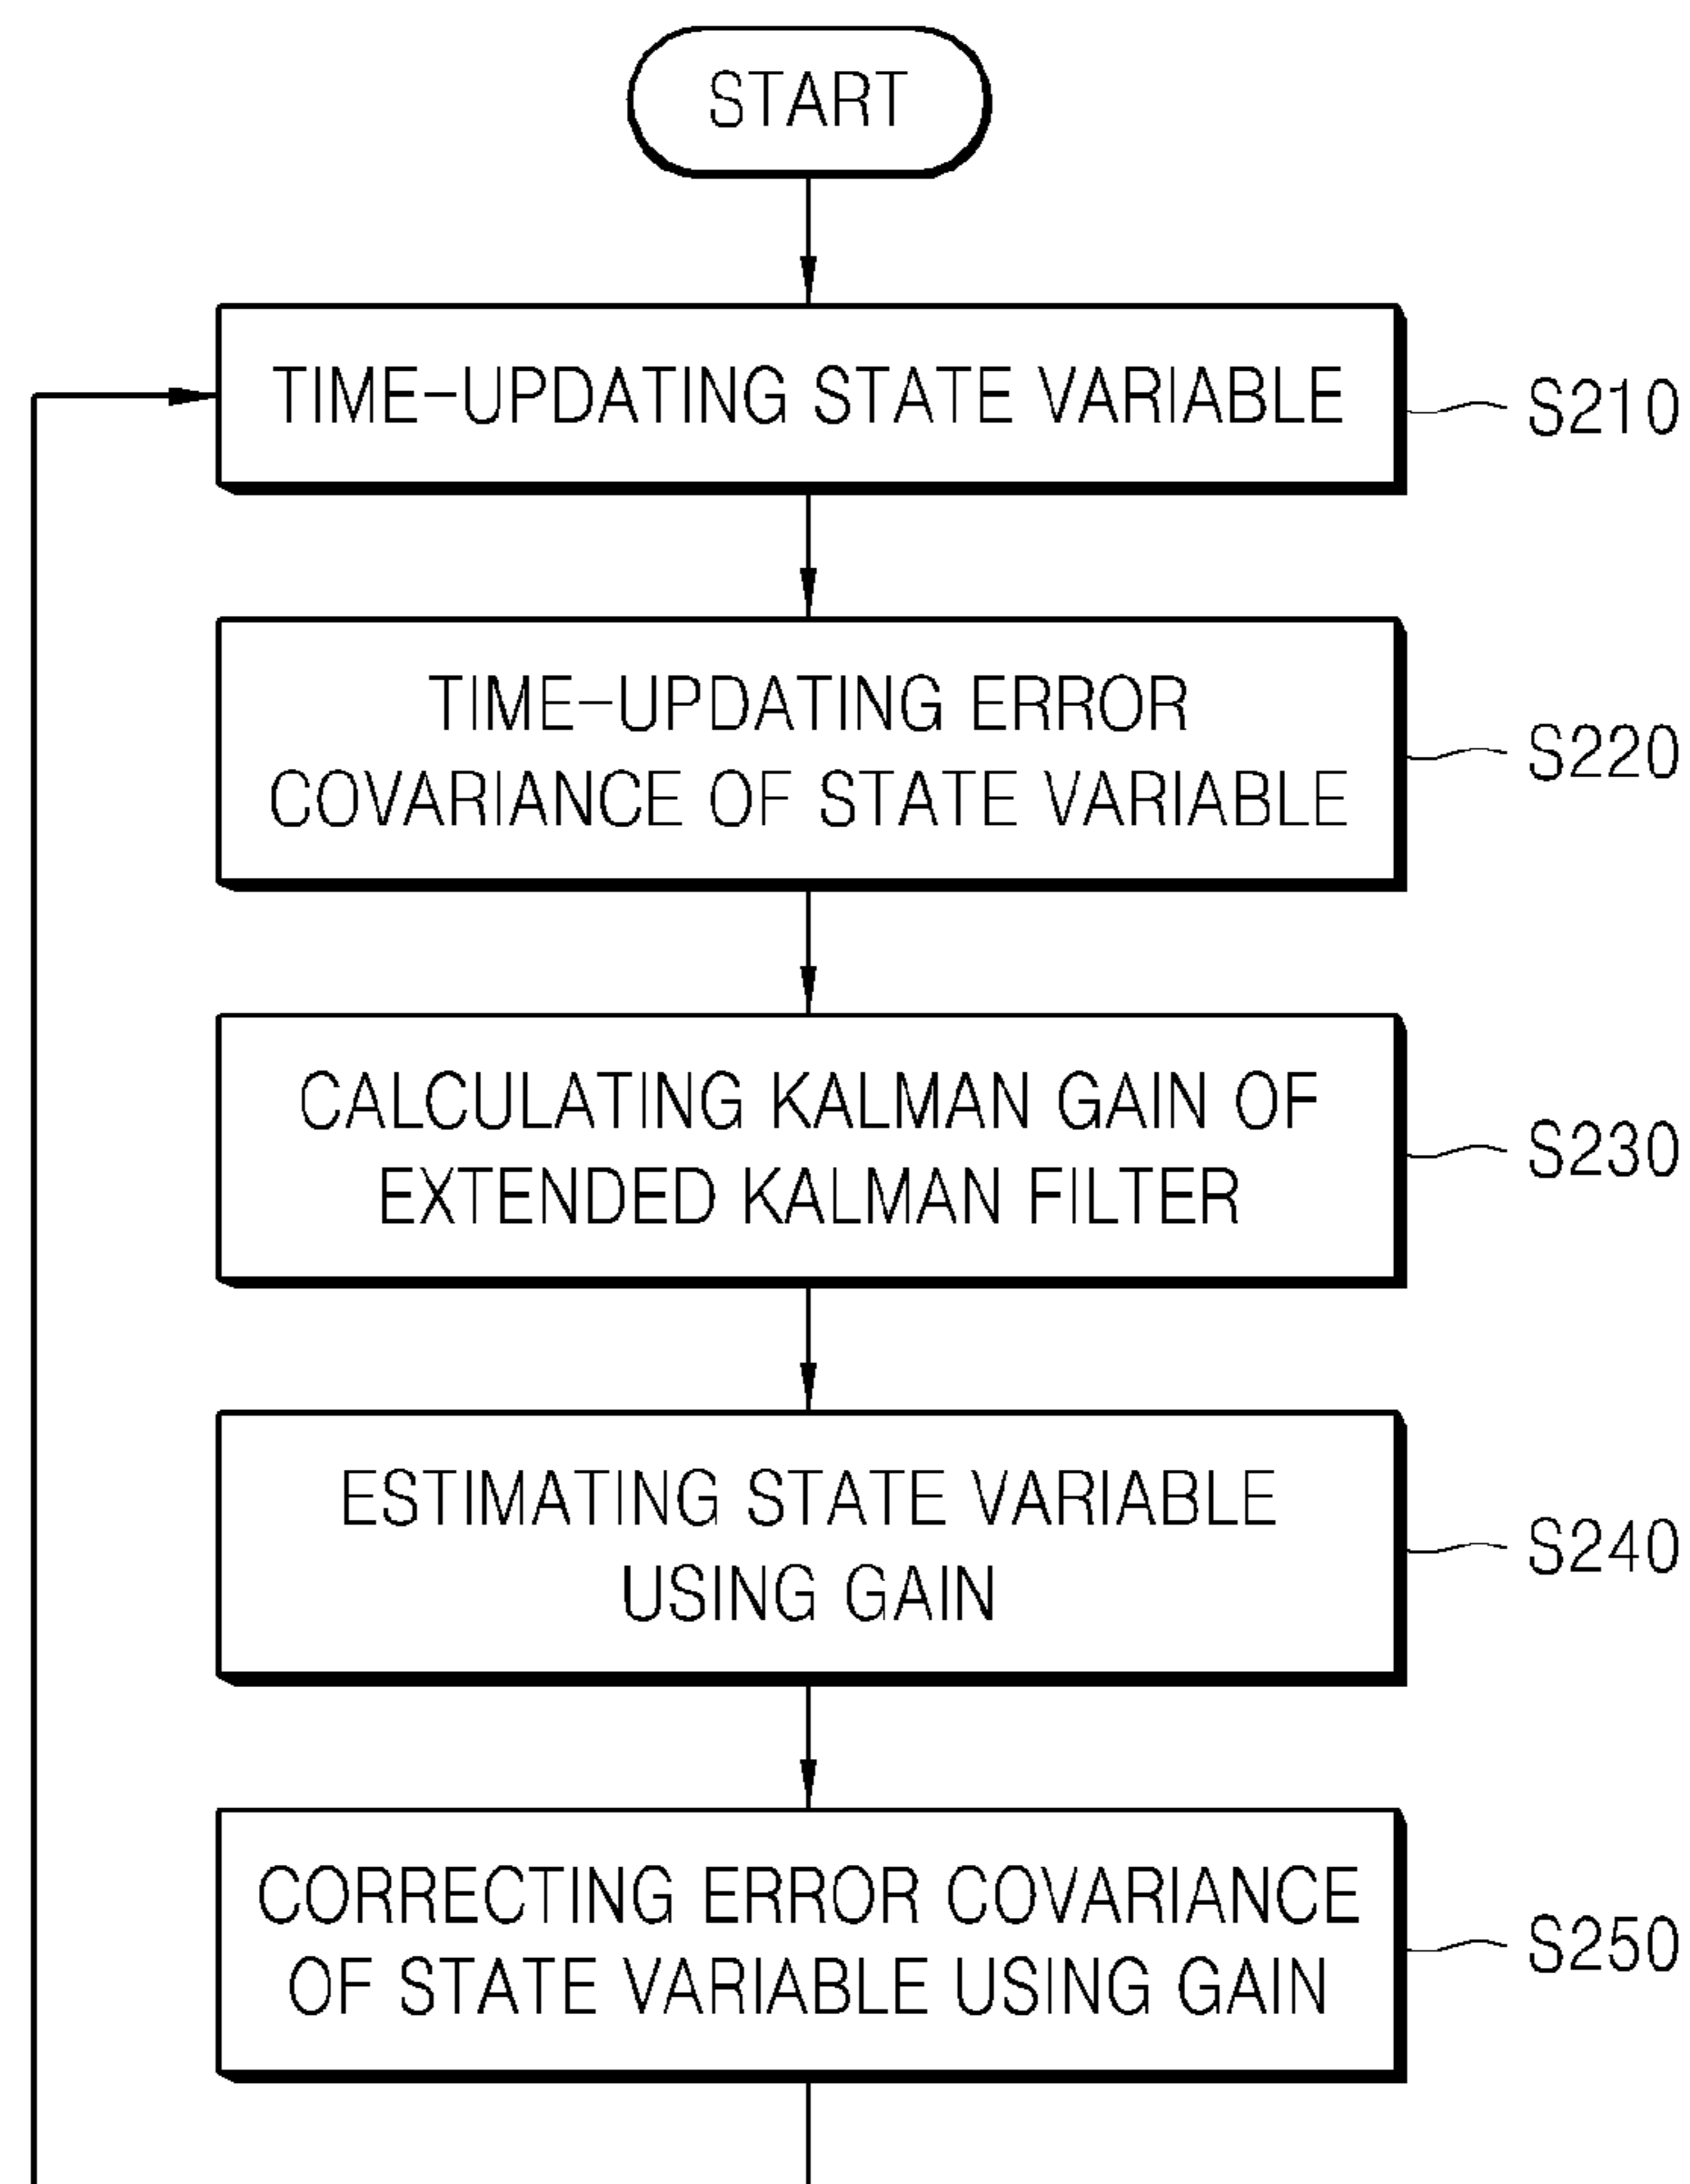 START
TIME-UPDATING STATE VARIABLE
S210
TIME-UPDATING ERROR
COVARIANCE OF STATE VARIABLE
S220
CALCULATING KALMAN GAIN OF
EXTENDED KALMAN FILTER
S230
ESTIMATING STATE VARIABLE
USING GAIN
S240
CORRECTING ERROR COVARIANCE
OF STATE VARIABLE USING GAIN
S250